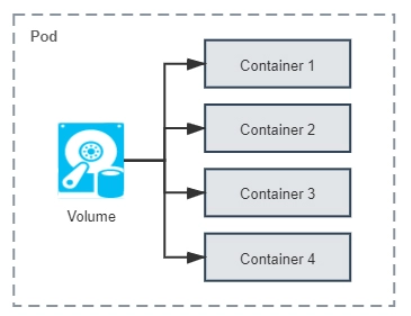 Pod
Container 1
Container 2
Container 3
Volume
Container 4